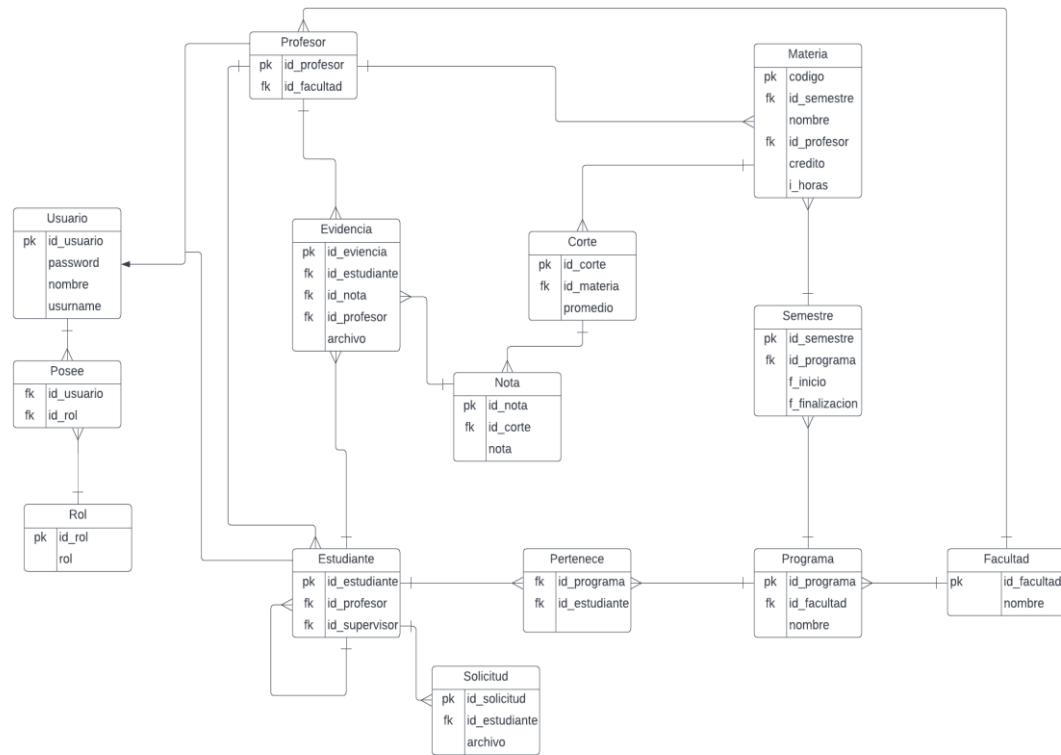 Profesor
pk id_profesor
fk id_facultad
Materia
pk codigo
fk id_semestre
nombre
fk id_profesor
credito
i_horas
Usuario
pk id_usuario
password
nombre
usurname
Evidencia
pk id_eviencia
fk id_estudiante
fk id_nota
fk id_profesor
archivo
Corte
pk id_corte
fk id_materia
promedio
Semestre
pk id_semestre
fk id_programa
f_inicio
f_finalizacion
Posee
fk id_usuario
fk id_rol
Nota
pk id_nota
fk id_corte
nota
Rol
pk id_rol
rol
Estudiante
pk id_estudiante
fk id_profesor
fk id_supervisor
Pertenece
fk id_programa
fk id_estudiante
Programa
pk id_programa
fk id_facultad
nombre
Facultad
pk id_facultad
nombre
Solicitud
pk id_solicitud
fk id_estudiante
archivo